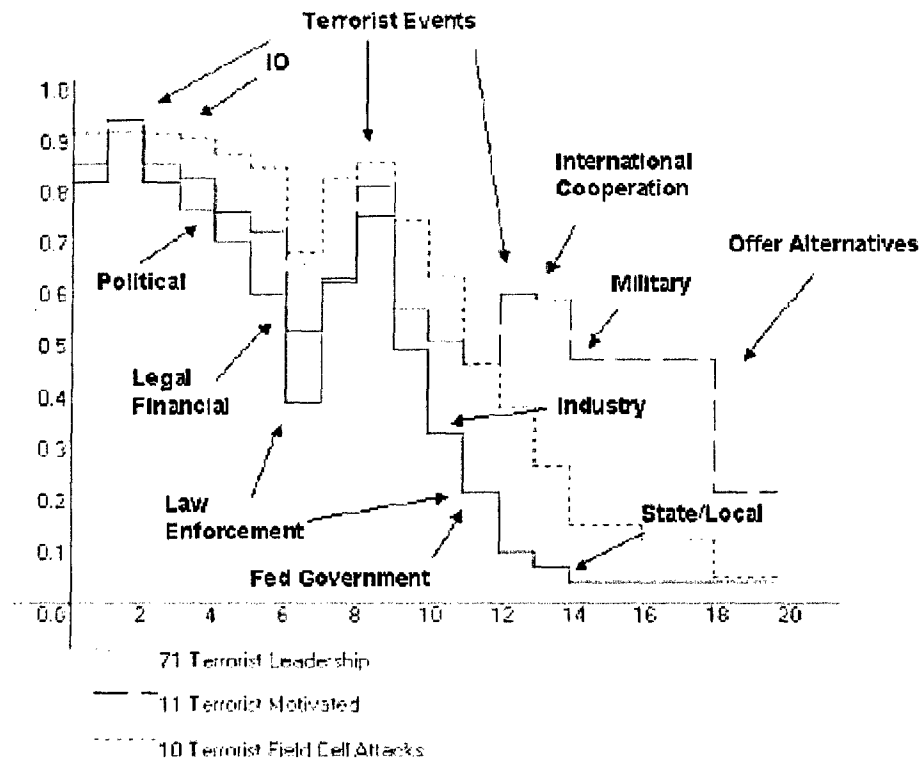 Terrorist Events
IO
1.0
0.9
0.8
0.7
0.6
0.5
0.4
0.3
0.2
0.1
0.0
International
Cooperation
Offer Alternatives
Political
Military
Legal
Financial
Industry
Law
Enforcement
State/Local
Fed Government
2 4 6 8 10 12 14 16 18 20
71 Terrorist Leadership
11 Terrorist Motivated
10 Terrorist Field Cell Attacks